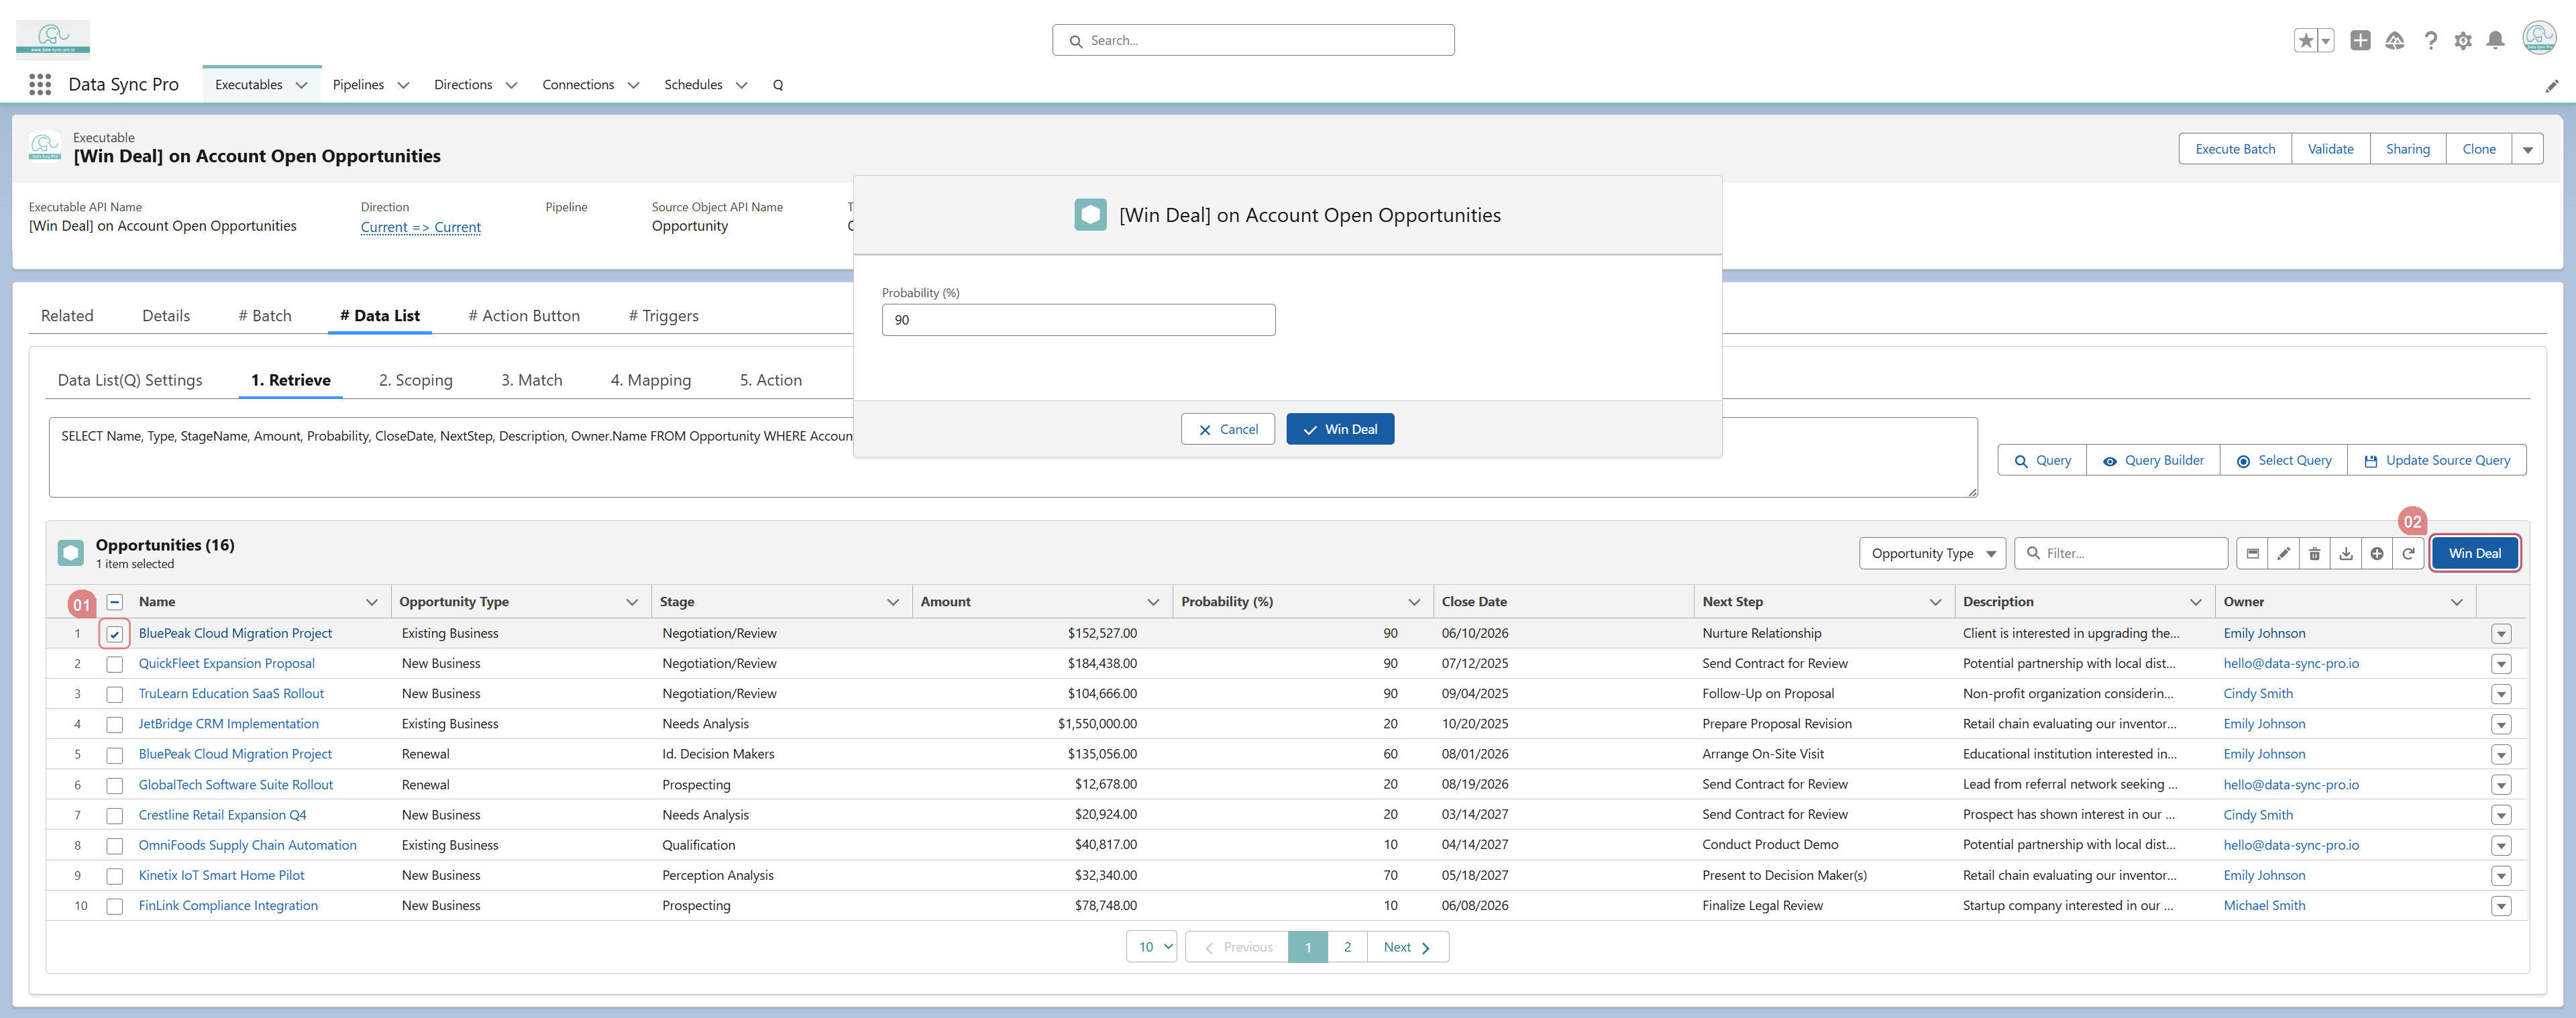 www.data-sync-pro.io
Search...
Data Sync Pro
Executables
Pipelines
Directions
Connections
Schedules
Q
Executable
[Win Deal] on Account Open Opportunities
Execute Batch
Validate
Sharing
Clone
Executable API Name
Direction
Pipeline
Source Object API Name
[Win Deal] on Account Open Opportunities
Current => Current
Opportunity
[Win Deal] on Account Open Opportunities
Probability (%)
90
Cancel
Win Deal
Related
Details
# Batch
# Data List
# Action Button
# Triggers
Data List(Q) Settings
1. Retrieve
2. Scoping
3. Match
4. Mapping
5. Action
SELECT Name, Type, StageName, Amount, Probability, CloseDate, NextStep, Description, Owner.Name FROM Opportunity WHERE Accoun
Query
Query Builder
Select Query
Update Source Query
Opportunities (16)
1 item selected
Opportunity Type
Filter...
02
Win Deal
01
Name Opportunity Type Stage Amount Probability (%) Close Date Next Step Description Owner
1 BluePeak Cloud Migration Project Existing Business Negotiation/Review $152,527.00 90 06/10/2026 Nurture Relationship Client is interested in upgrading the... Emily Johnson
2 QuickFleet Expansion Proposal New Business Negotiation/Review $184,438.00 90 07/12/2025 Send Contract for Review Potential partnership with local dist... hello@data-sync-pro.io
3 TruLearn Education SaaS Rollout New Business Negotiation/Review $104,666.00 90 09/04/2025 Follow-Up on Proposal Non-profit organization considerin... Cindy Smith
4 JetBridge CRM Implementation Existing Business Needs Analysis $1,550,000.00 20 10/20/2025 Prepare Proposal Revision Retail chain evaluating our inventor... Emily Johnson
5 BluePeak Cloud Migration Project Renewal Id. Decision Makers $135,056.00 60 08/01/2026 Arrange On-Site Visit Educational institution interested in... Emily Johnson
6 GlobalTech Software Suite Rollout Renewal Prospecting $12,678.00 20 08/19/2026 Send Contract for Review Lead from referral network seeking ... hello@data-sync-pro.io
7 Crestline Retail Expansion Q4 New Business Needs Analysis $20,924.00 20 03/14/2027 Send Contract for Review Prospect has shown interest in our ... Cindy Smith
8 OmniFoods Supply Chain Automation Existing Business Qualification $40,817.00 10 04/14/2027 Conduct Product Demo Potential partnership with local dist... hello@data-sync-pro.io
9 Kinetix IoT Smart Home Pilot New Business Perception Analysis $32,340.00 70 05/18/2027 Present to Decision Maker(s) Retail chain evaluating our inventor... Emily Johnson
10 FinLink Compliance Integration New Business Prospecting $78,748.00 10 06/08/2026 Finalize Legal Review Startup company interested in our ... Michael Smith
10
Previous
1
2
Next